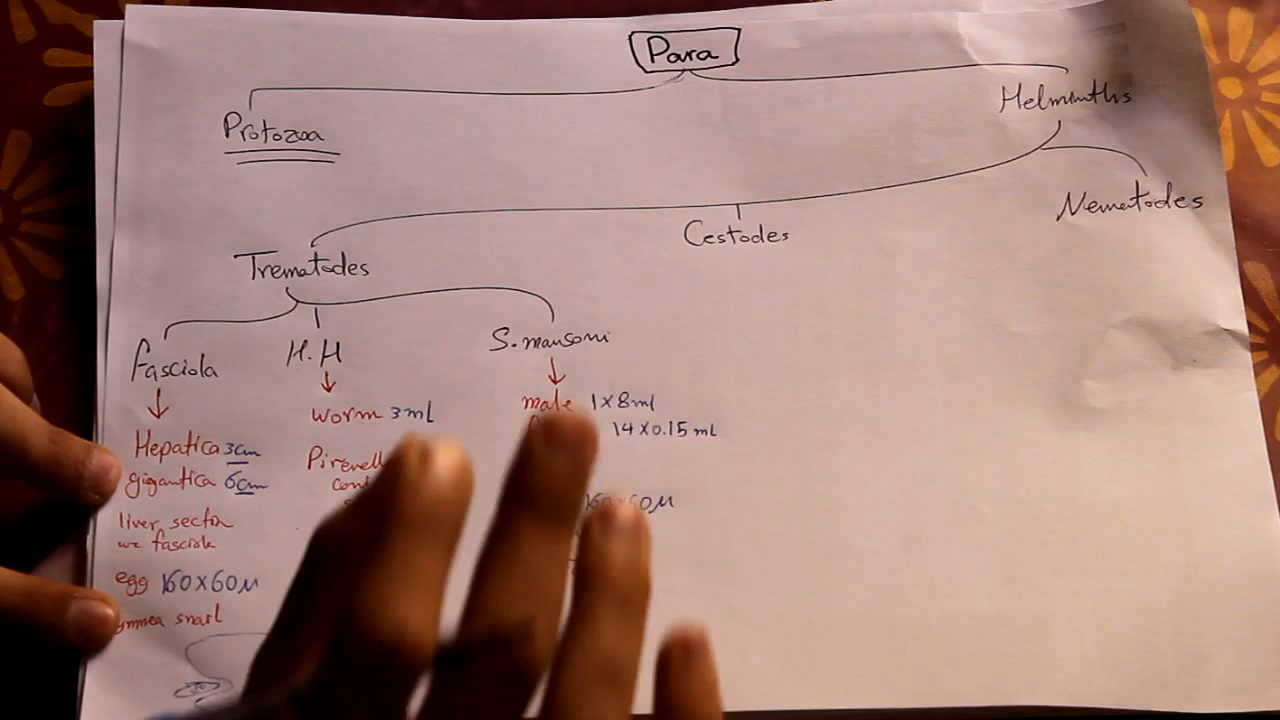 Para
Protozoa
Helminths
Nematodes
Cestodes
Trematodes
Fasciola
H.H
S.mansoni
Hepatica 3cm
gigantica 6cm
liver section
fasciola
egg 160x60µ
snail
worm 3mL
male 1x8ml
14x0.15mL